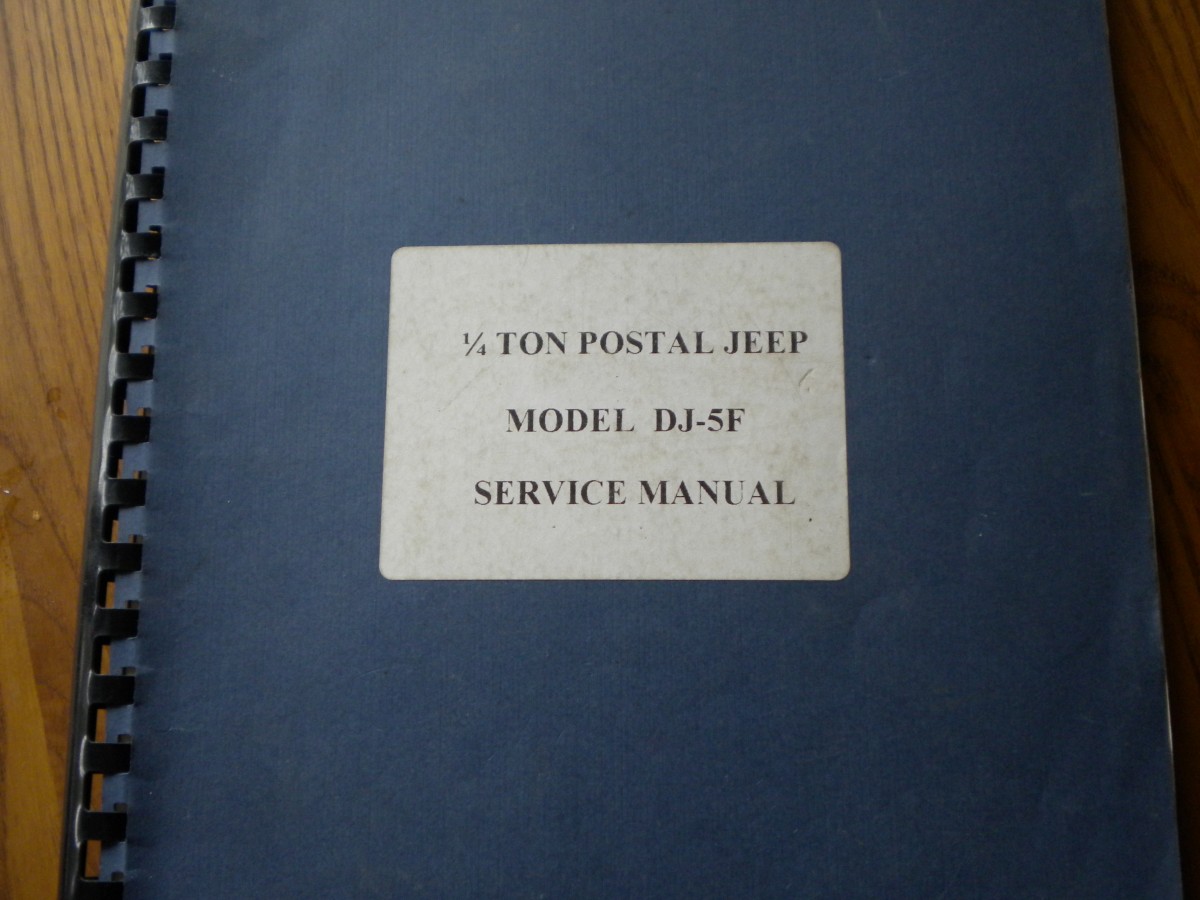 ¼ TON POSTAL JEEP
MODEL DJ-5F
SERVICE MANUAL